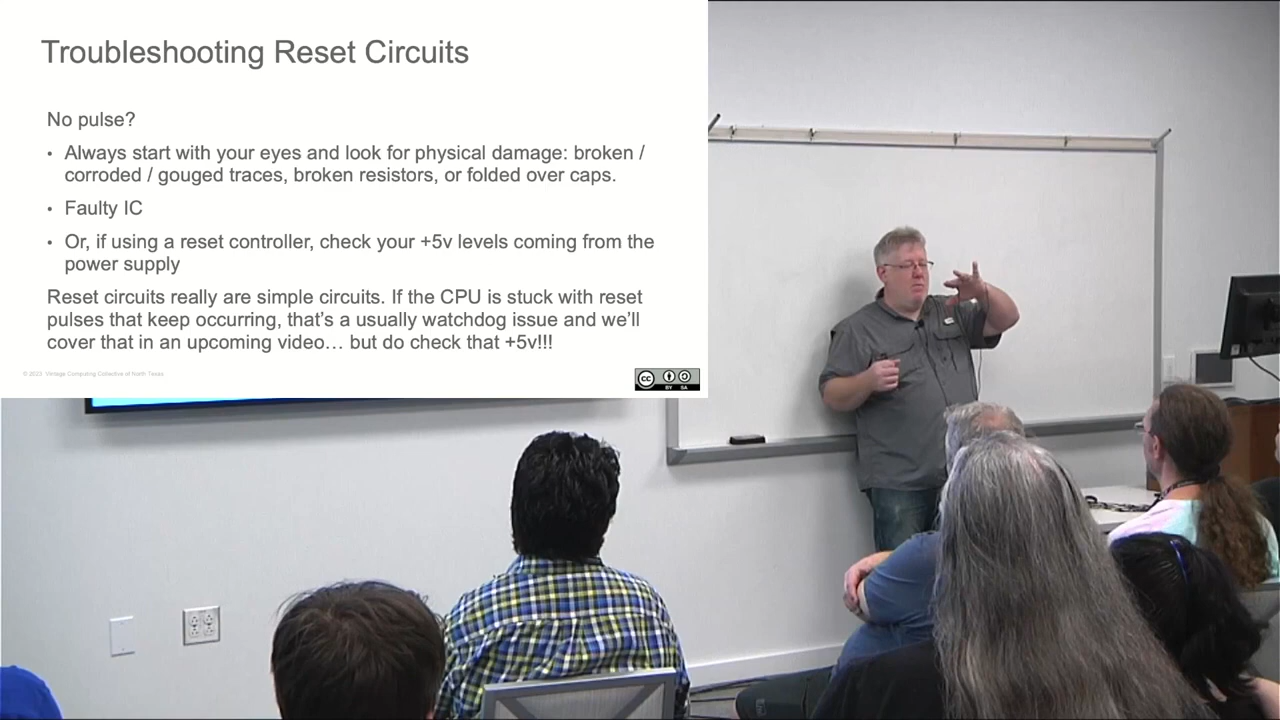 Troubleshooting Reset Circuits
No pulse?
• Always start with your eyes and look for physical damage: broken /
corroded / gouged traces, broken resistors, or folded over caps.
• Faulty IC
• Or, if using a reset controller, check your +5v levels coming from the
power supply
Reset circuits really are simple circuits. If the CPU is stuck with reset
pulses that keep occurring, that's a usually watchdog issue and we'll
cover that in an upcoming video… but do check that +5v!!!
© 2023 Vintage Computing Collective of North Texas
cc
BY SA